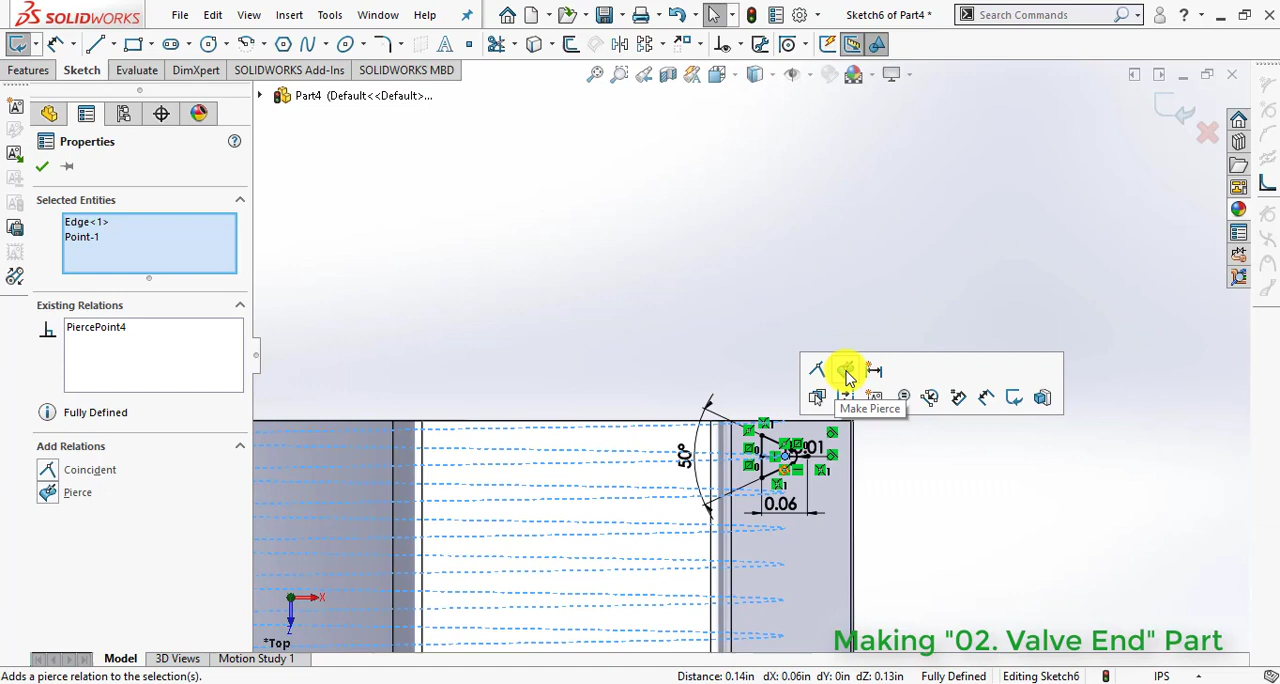 SOLIDWORKS File Edit View Insert Tools Window Help Sketch6 of Part4 * Search Commands
Features Sketch Evaluate DimXpert SOLIDWORKS Add-Ins SOLIDWORKS MBD
Part4 (Default<<Default>...
Properties
Selected Entities
Edge<1>
Point-1
Existing Relations
PiercePoint4
Fully Defined
Add Relations
Coincident
Pierce
Make Pierce
50°
0.01
0.06
X
Z
*Top
Making "02. Valve End" Part
Model 3D Views Motion Study 1
Adds a pierce relation to the selection(s). Distance: 0.14in dX: 0.06in dY: 0in dZ: 0.13in Fully Defined Editing Sketch6 IPS